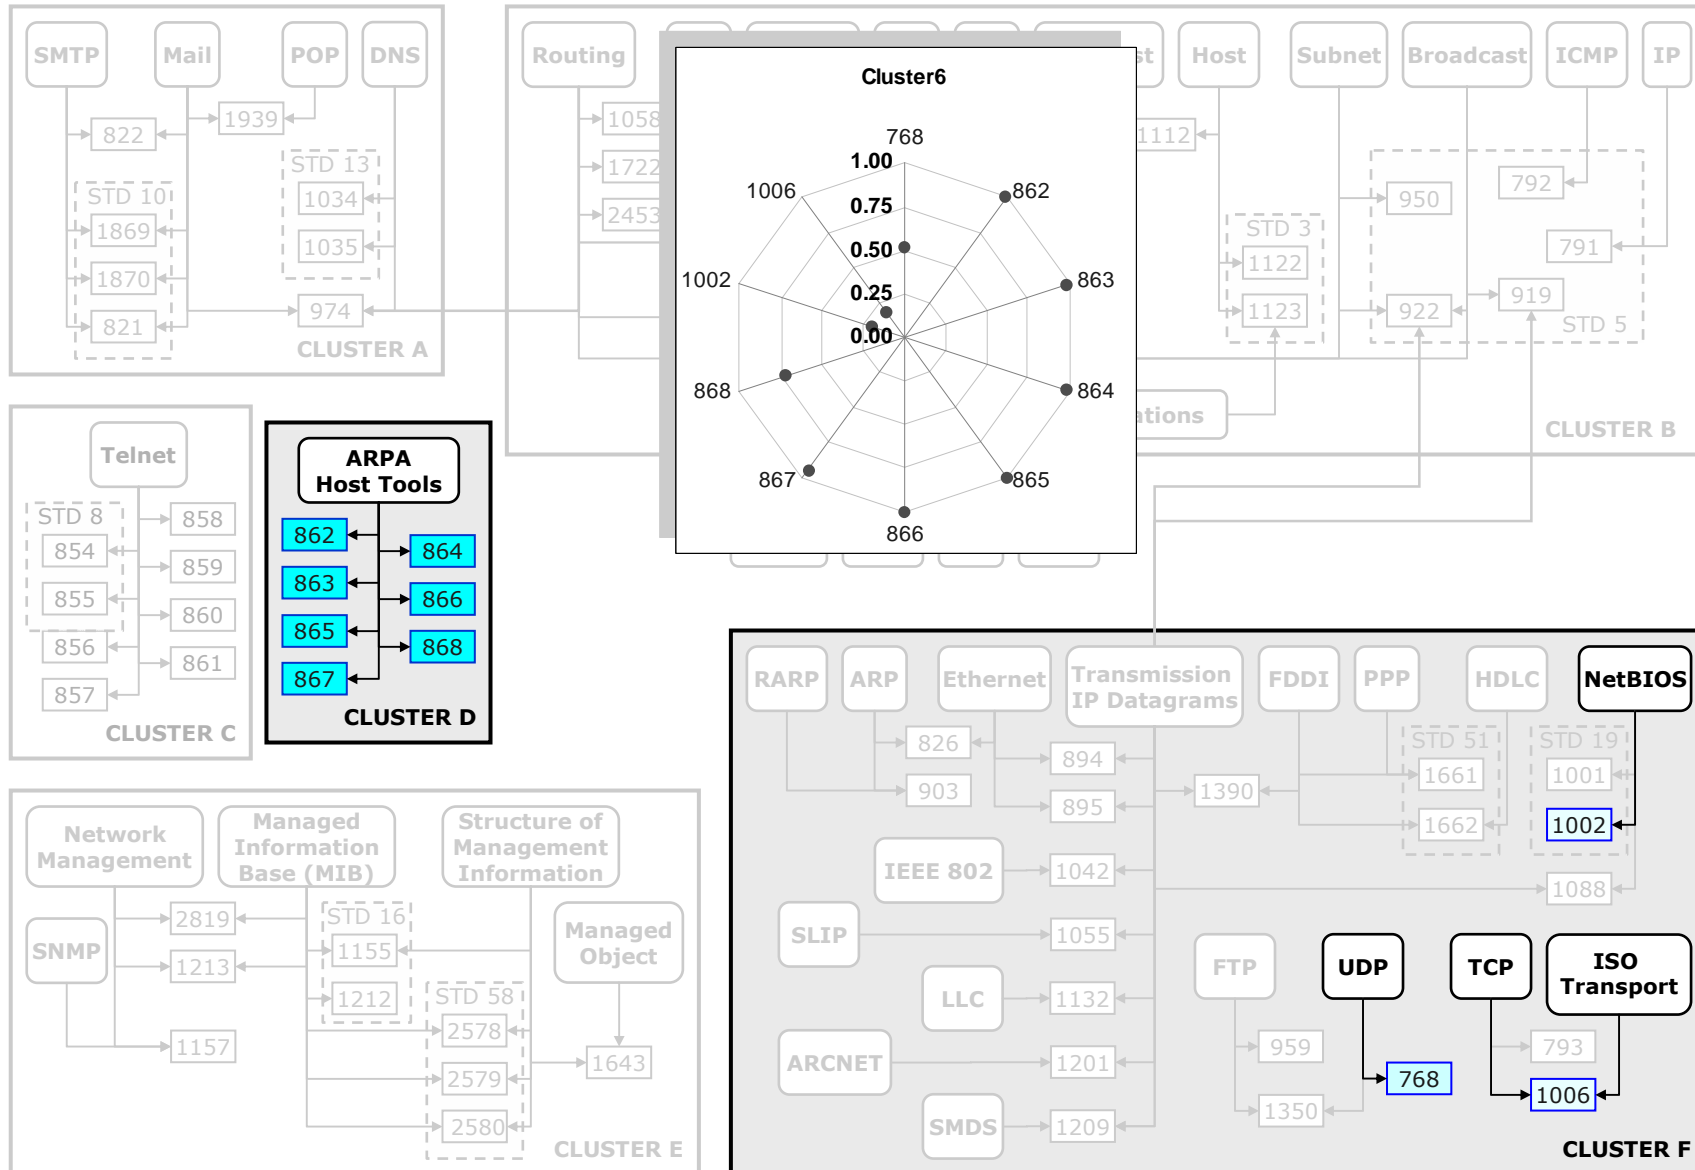 SMTP
Mail
POP
DNS
822
1939
STD 13
1034
1035
STD 10
1869
1870
821
974
CLUSTER A
Routing
Host
Subnet
Broadcast
ICMP
IP
1058
1722
2453
1112
STD 3
1122
1123
950
922
792
791
919
STD 5
CLUSTER B
Cluster6
768
862
863
864
865
866
867
868
1002
1006
1.00
0.75
0.50
0.25
0.00
Telnet
STD 8
854
855
856
857
858
859
860
861
CLUSTER C
ARPA
Host Tools
862
864
863
866
865
868
867
CLUSTER D
Network
Management
Managed
Information
Base (MIB)
Structure of
Management
Information
SNMP
Managed
Object
2819
1213
1157
STD 16
1155
1212
STD 58
2578
2579
2580
1643
CLUSTER E
RARP
ARP
Ethernet
Transmission
IP Datagrams
FDDI
PPP
HDLC
NetBIOS
826
903
894
895
1390
STD 51
1661
1662
STD 19
1001
1002
1088
IEEE 802
1042
SLIP
1055
LLC
1132
ARCNET
1201
SMDS
1209
FTP
UDP
TCP
ISO
Transport
959
1350
768
793
1006
CLUSTER F